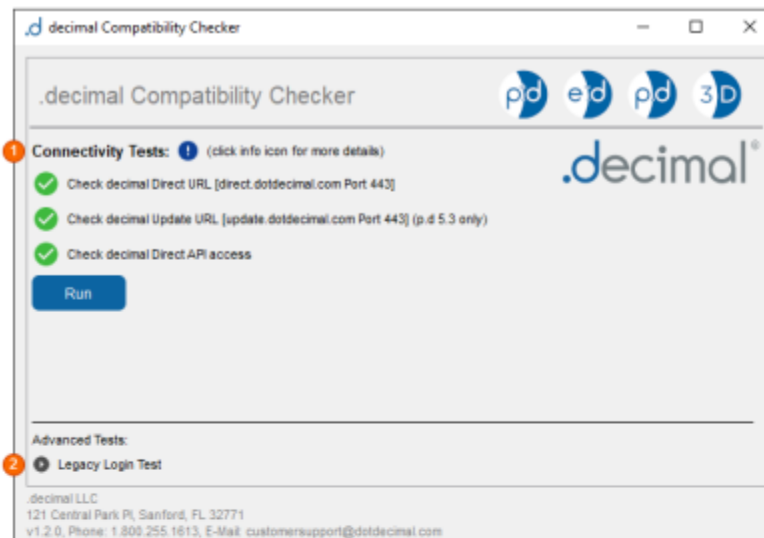 .d decimal Compatibility Checker
.decimal Compatibility Checker
p.d e.d p.d 3D
.decimal®
1 Connectivity Tests: ! (click info icon for more details)
Check decimal Direct URL [direct.dotdecimal.com Port 443]
Check decimal Update URL [update.dotdecimal.com Port 443] (p.d 5.3 only)
Check decimal Direct API access
Run
Advanced Tests:
2 Legacy Login Test
.decimal LLC
121 Central Park Pl, Sanford, FL 32771
v1.2.0, Phone: 1.800.255.1613, E-Mail: customersupport@dotdecimal.com